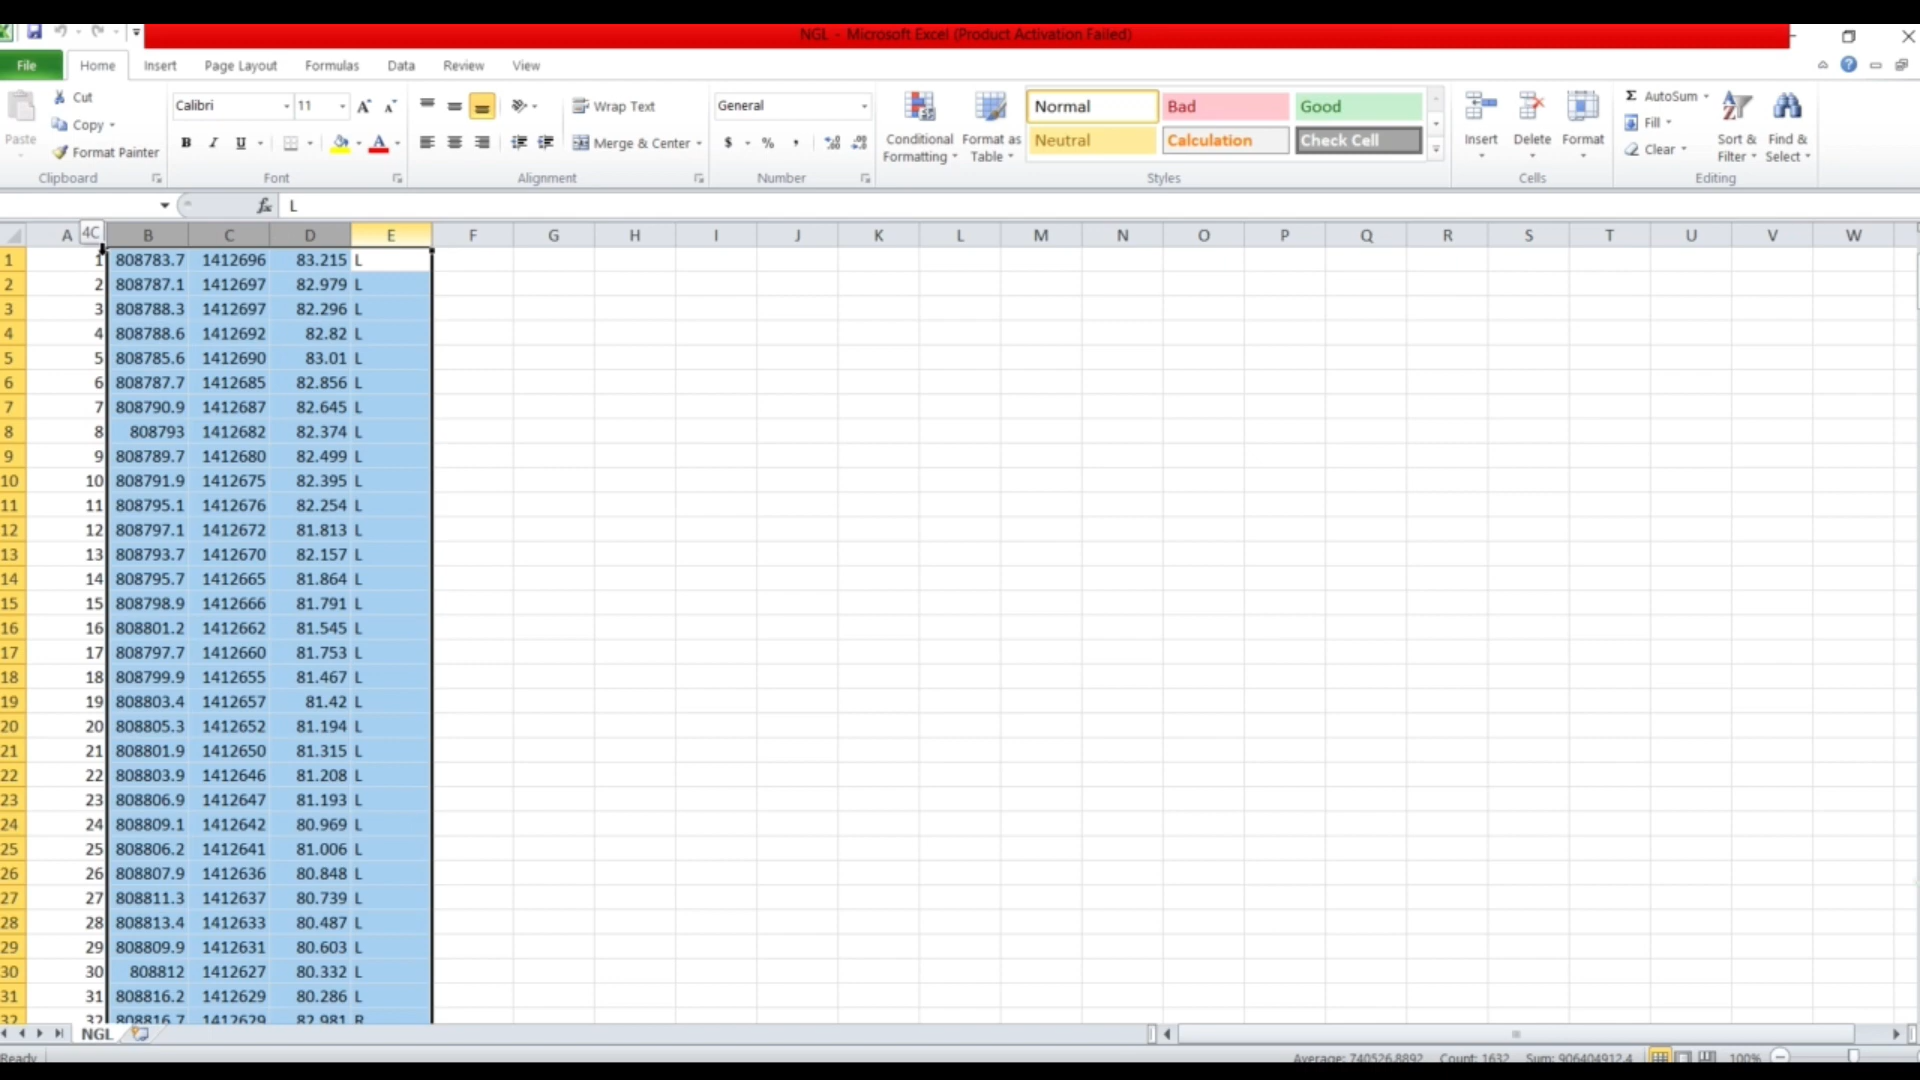 NGL - Microsoft Excel (Product Activation Failed)
File Home Insert Page Layout Formulas Data Review View
Paste Cut Copy Format Painter Clipboard
Calibri 11 A A B I U A Font
Wrap Text Merge & Center Alignment
General $ % , Number
Conditional Formatting Format as Table
Normal Bad Good
Neutral Calculation Check Cell
Styles
Insert Delete Format Cells
Σ AutoSum Fill Clear Sort & Filter Find & Select Editing
fx L
A 4C B C D E F G H I J K L M N O P Q R S T U V W
1 1 808783.7 1412696 83.215 L
2 2 808787.1 1412697 82.979 L
3 3 808788.3 1412697 82.296 L
4 4 808788.6 1412692 82.82 L
5 5 808785.6 1412690 83.01 L
6 6 808787.7 1412685 82.856 L
7 7 808790.9 1412687 82.645 L
8 8 808793 1412682 82.374 L
9 9 808789.7 1412680 82.499 L
10 10 808791.9 1412675 82.395 L
11 11 808795.1 1412676 82.254 L
12 12 808797.1 1412672 81.813 L
13 13 808793.7 1412670 82.157 L
14 14 808795.7 1412665 81.864 L
15 15 808798.9 1412666 81.791 L
16 16 808801.2 1412662 81.545 L
17 17 808797.7 1412660 81.753 L
18 18 808799.9 1412655 81.467 L
19 19 808803.4 1412657 81.42 L
20 20 808805.3 1412652 81.194 L
21 21 808801.9 1412650 81.315 L
22 22 808803.9 1412646 81.208 L
23 23 808806.9 1412647 81.193 L
24 24 808809.1 1412642 80.969 L
25 25 808806.2 1412641 81.006 L
26 26 808807.9 1412636 80.848 L
27 27 808811.3 1412637 80.739 L
28 28 808813.4 1412633 80.487 L
29 29 808809.9 1412631 80.603 L
30 30 808812 1412627 80.332 L
31 31 808816.2 1412629 80.286 L
32 32 808816.7 1412629 82.981 R
NGL
Ready Average: 740526.8892 Count: 1632 Sum: 906404912.4 100%